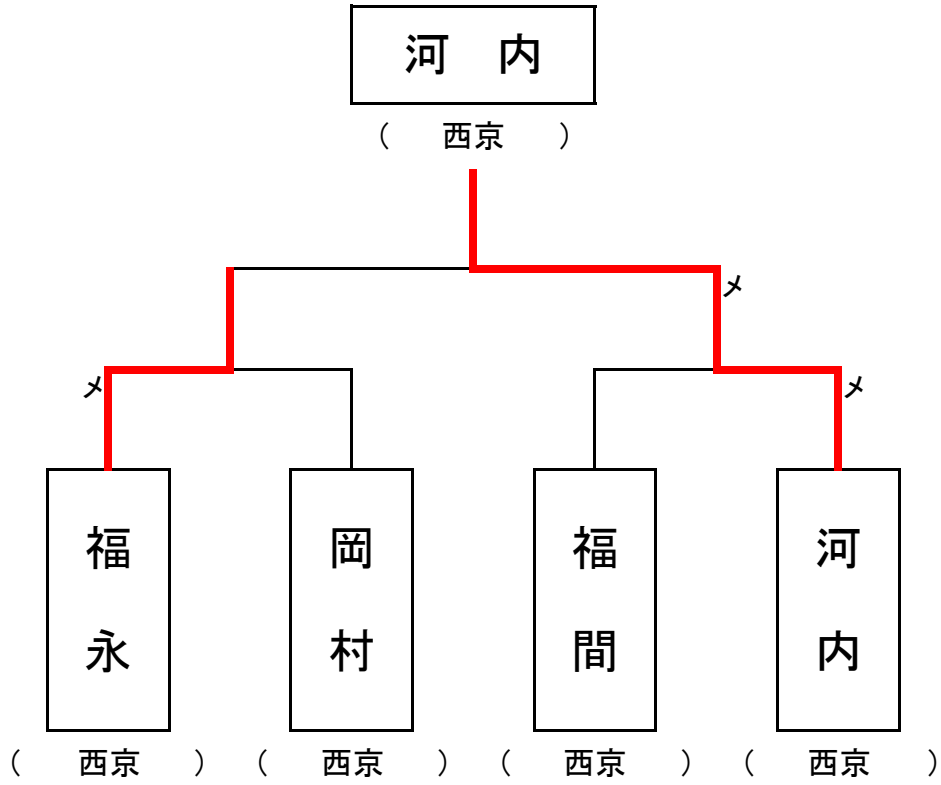 河　内
（　西京　）
メ
メ　メ
福永　岡村　福間　河内
（　西京　）（　西京　）（　西京　）（　西京　）